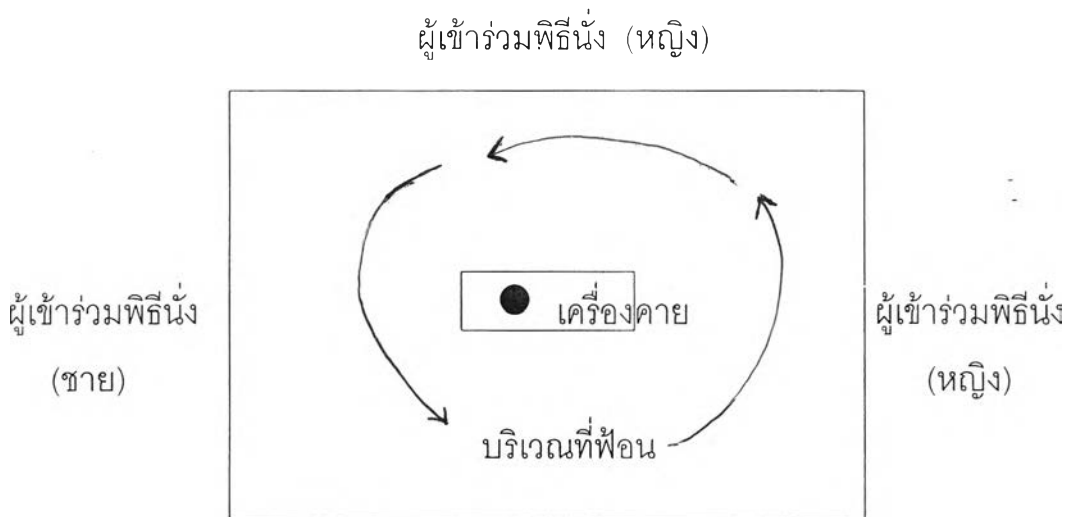 ผู้เข้าร่วมพิธีนั่ง (หญิง)
ผู้เข้าร่วมพิธีนั่ง
(ชาย)
เครื่องคาย
ผู้เข้าร่วมพิธีนั่ง
(หญิง)
บริเวณที่ฟ้อน